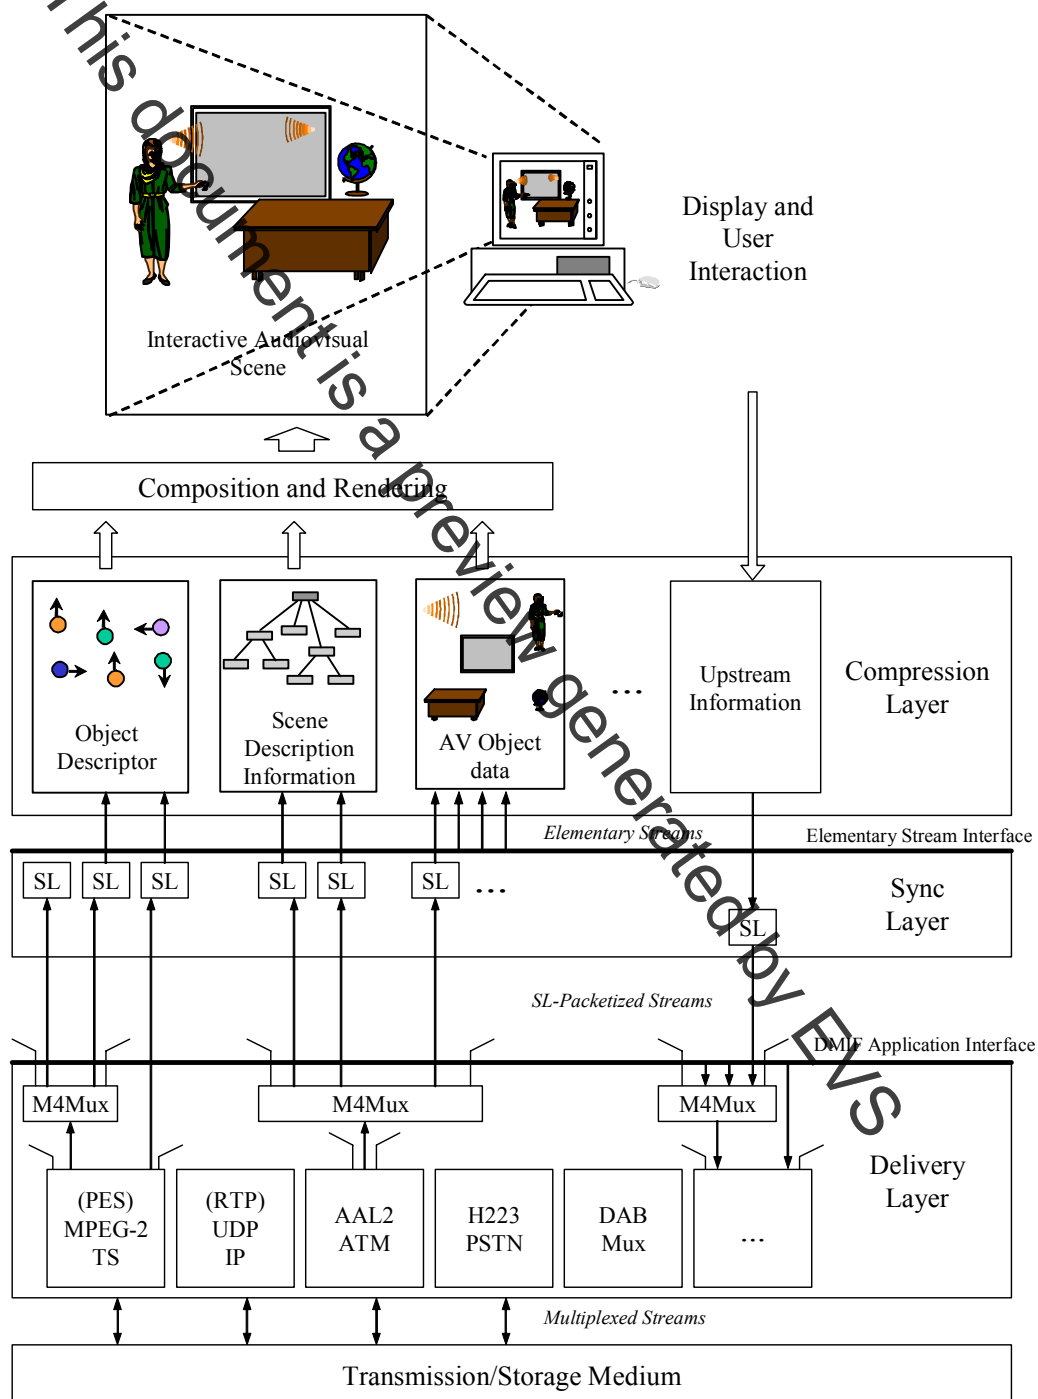 This document is a preview generated by EVS
Display and
User
Interaction
Interactive Audiovisual
Scene
Composition and Rendering
Object
Descriptor
Scene
Description
Information
AV Object
data
...
Upstream
Information
Compression
Layer
Elementary Streams
Elementary Stream Interface
SL
SL
SL
SL
SL
SL
...
SL
Sync
Layer
SL-Packetized Streams
DMIF Application Interface
M4Mux
M4Mux
M4Mux
(PES)
MPEG-2
TS
(RTP)
UDP
IP
AAL2
ATM
H223
PSTN
DAB
Mux
...
Delivery
Layer
Multiplexed Streams
Transmission/Storage Medium